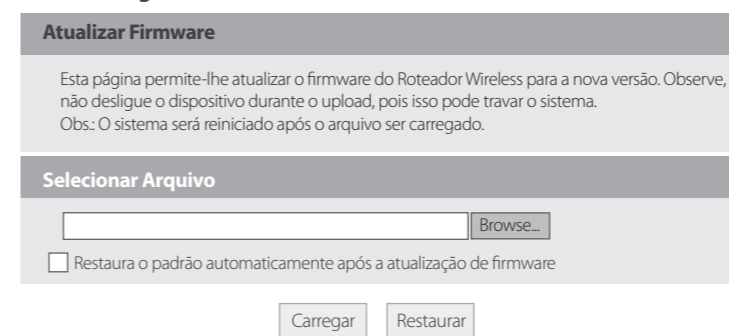 Atualizar Firmware
Esta página permite-lhe atualizar o firmware do Roteador Wireless para a nova versão. Observe,
não desligue o dispositivo durante o upload, pois isso pode travar o sistema.
Obs.: O sistema será reiniciado após o arquivo ser carregado.
Selecionar Arquivo
Browse...
Restaura o padrão automaticamente após a atualização de firmware
Carregar Restaurar